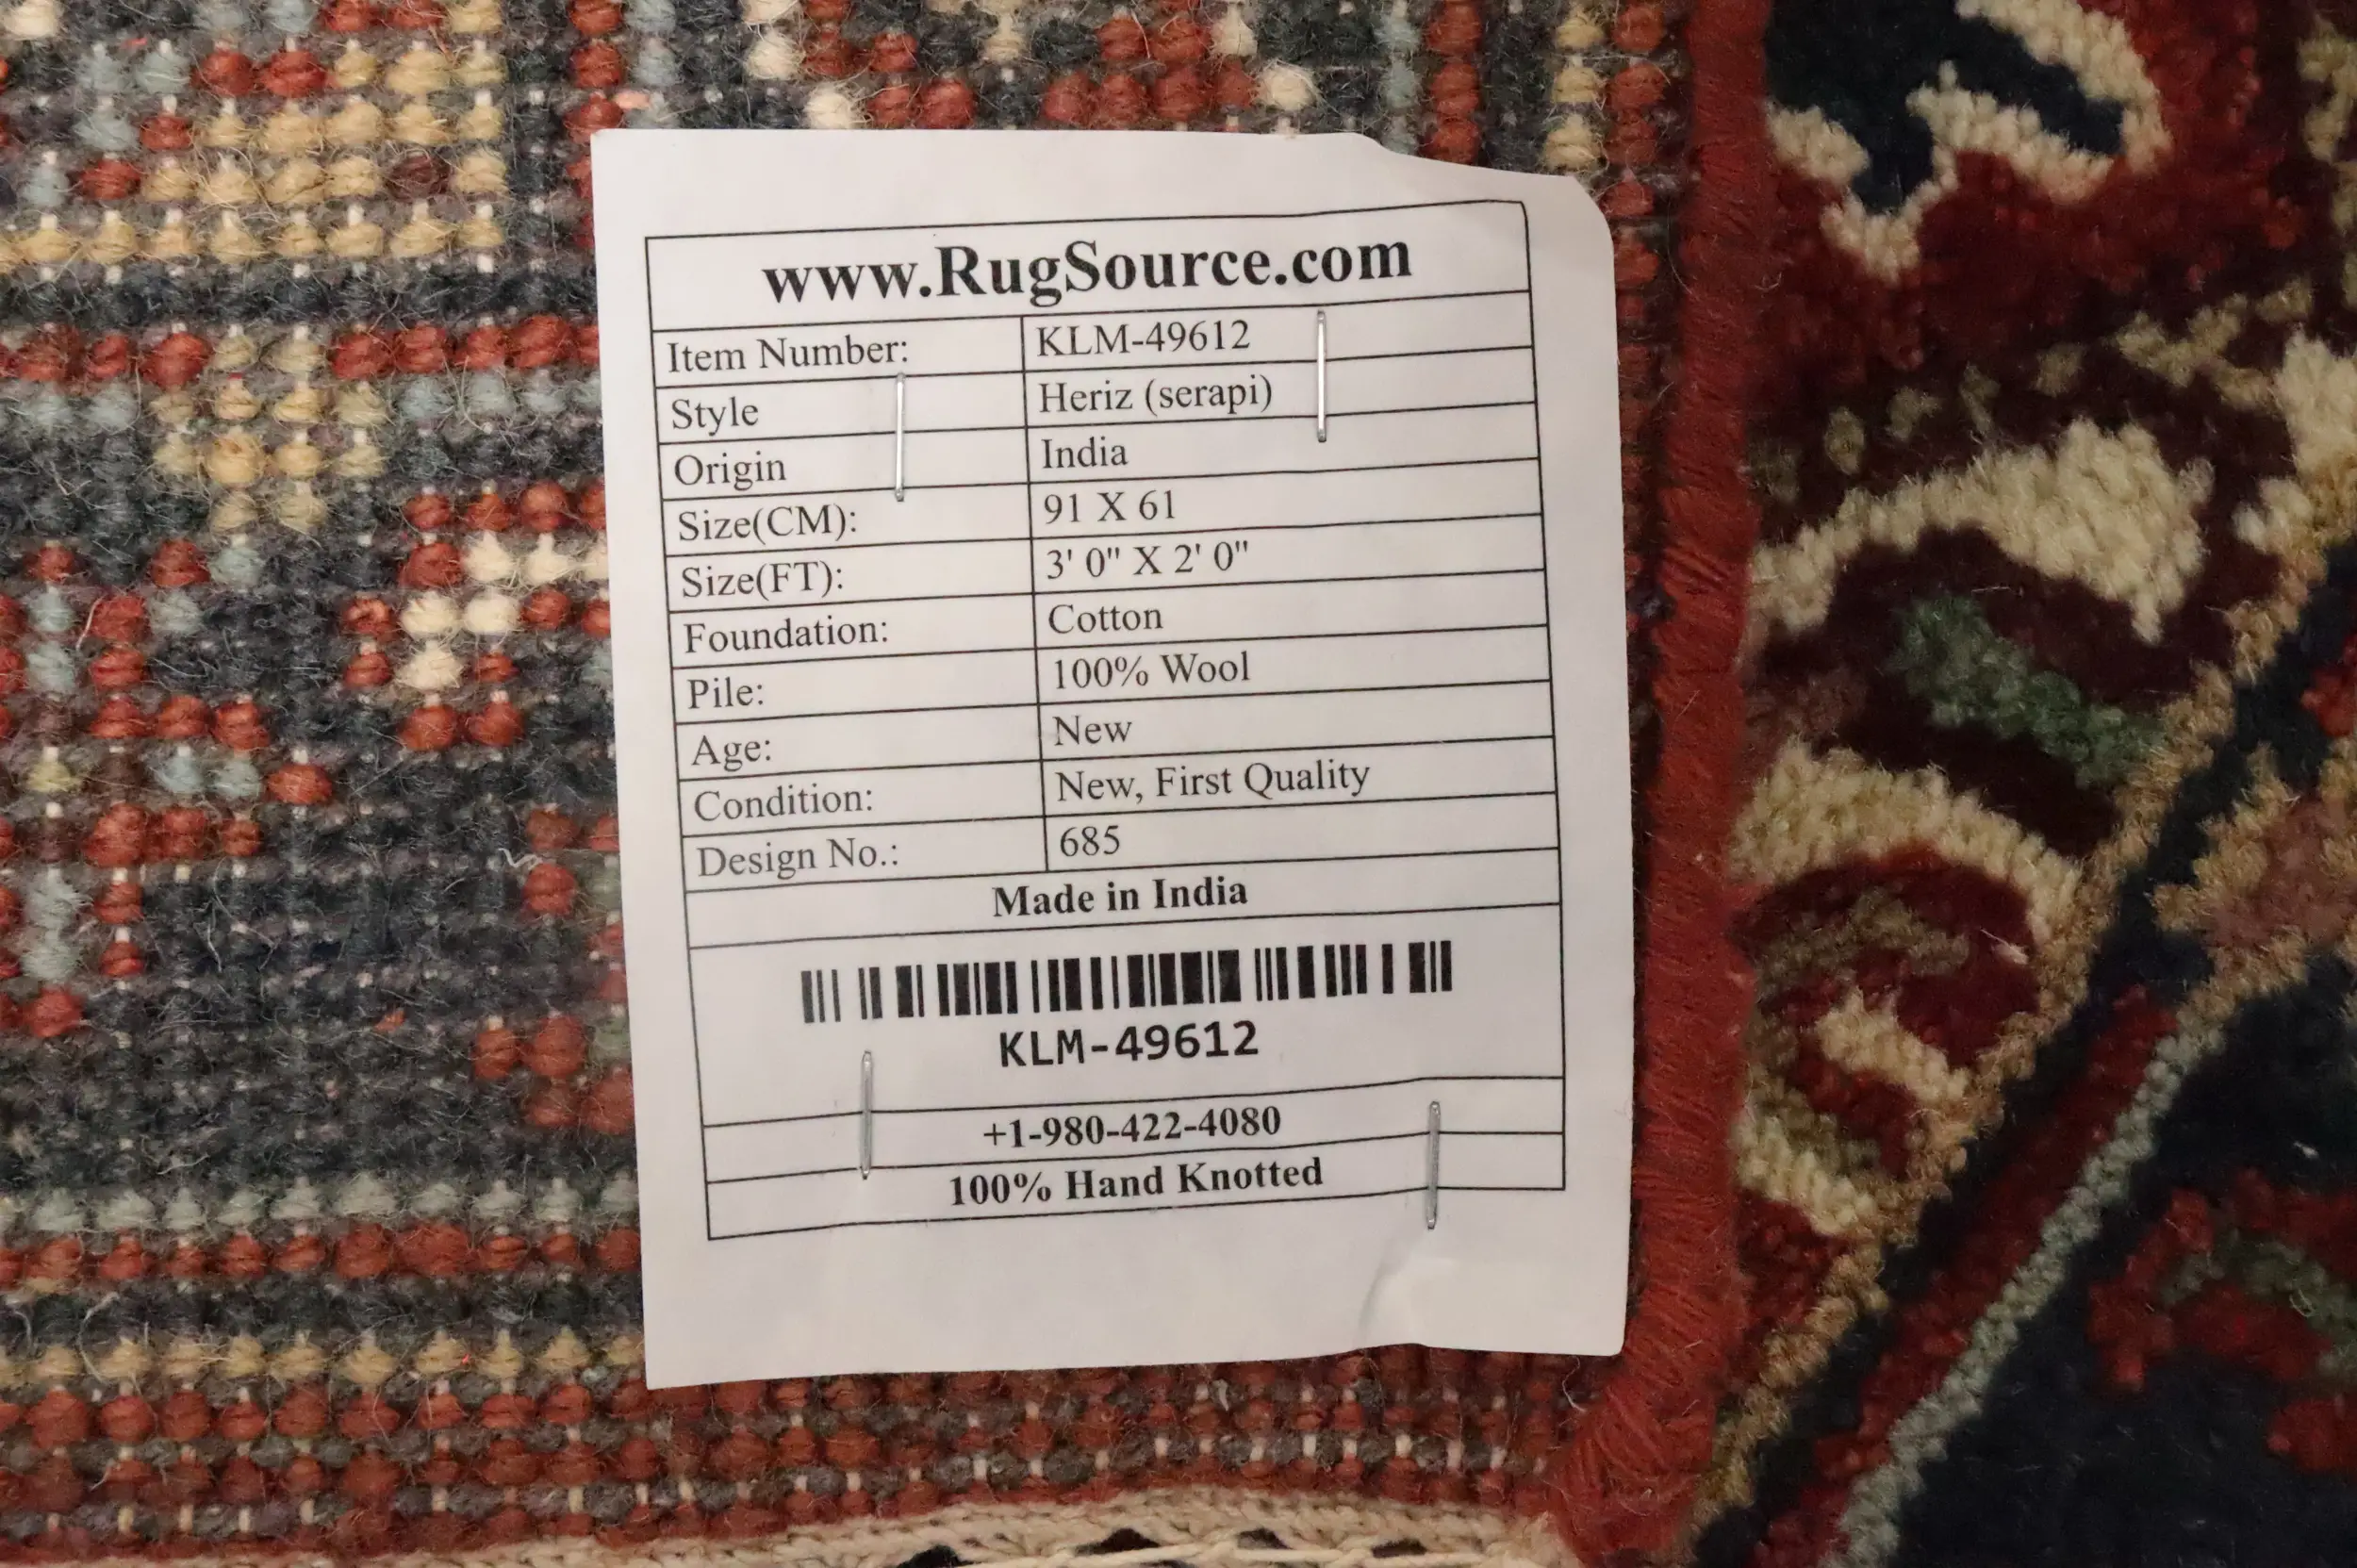 www.RugSource.com
Item Number: KLM-49612
Style Heriz (serapi)
Origin India
Size(CM): 91 X 61
Size(FT): 3' 0" X 2' 0"
Foundation: Cotton
Pile: 100% Wool
Age: New
Condition: New, First Quality
Design No.: 685
Made in India
KLM-49612
+1-980-422-4080
100% Hand Knotted